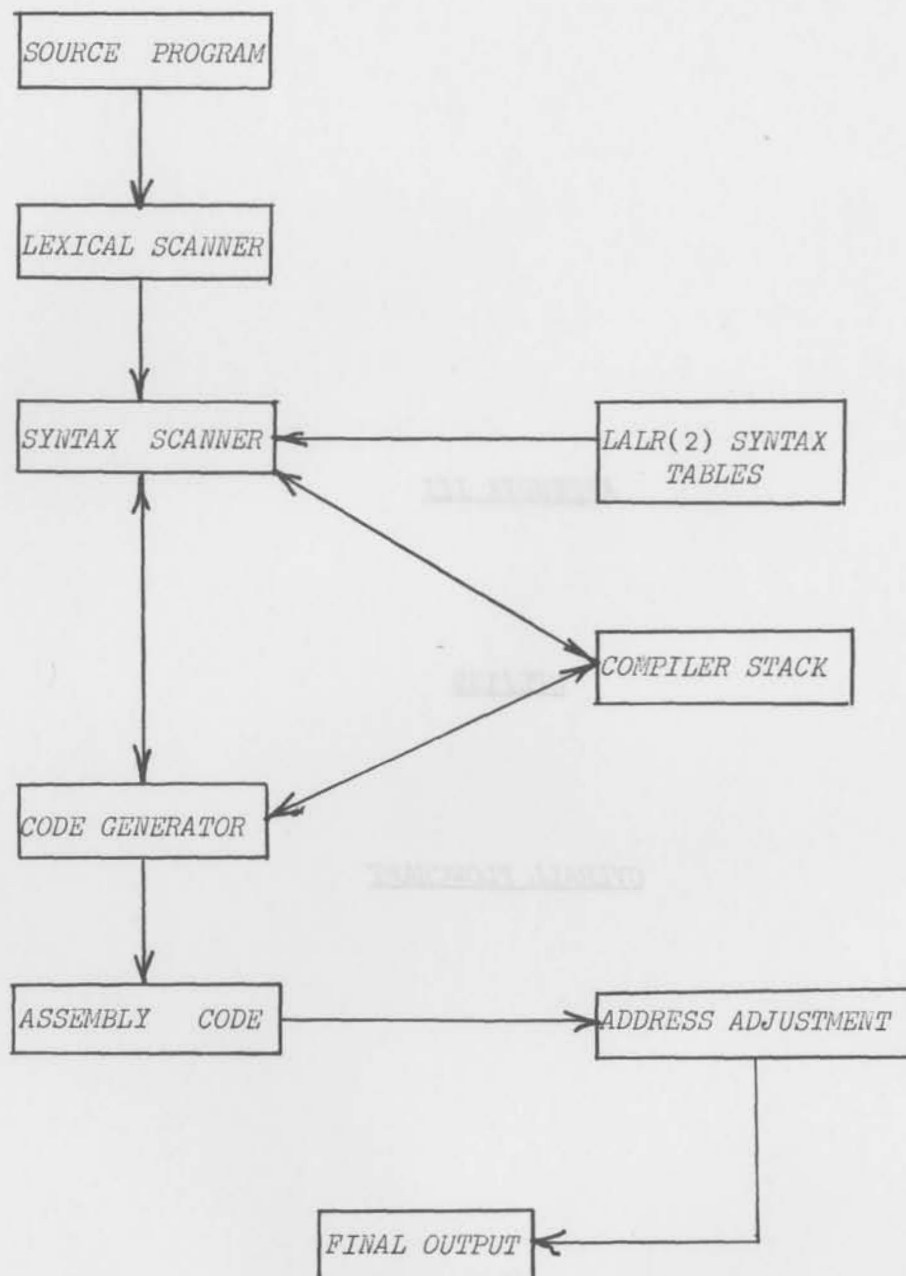 SOURCE PROGRAM
LEXICAL SCANNER
SYNTAX SCANNER
LALR(2) SYNTAX
TABLES
COMPILER STACK
CODE GENERATOR
ASSEMBLY CODE
ADDRESS ADJUSTMENT
FINAL OUTPUT